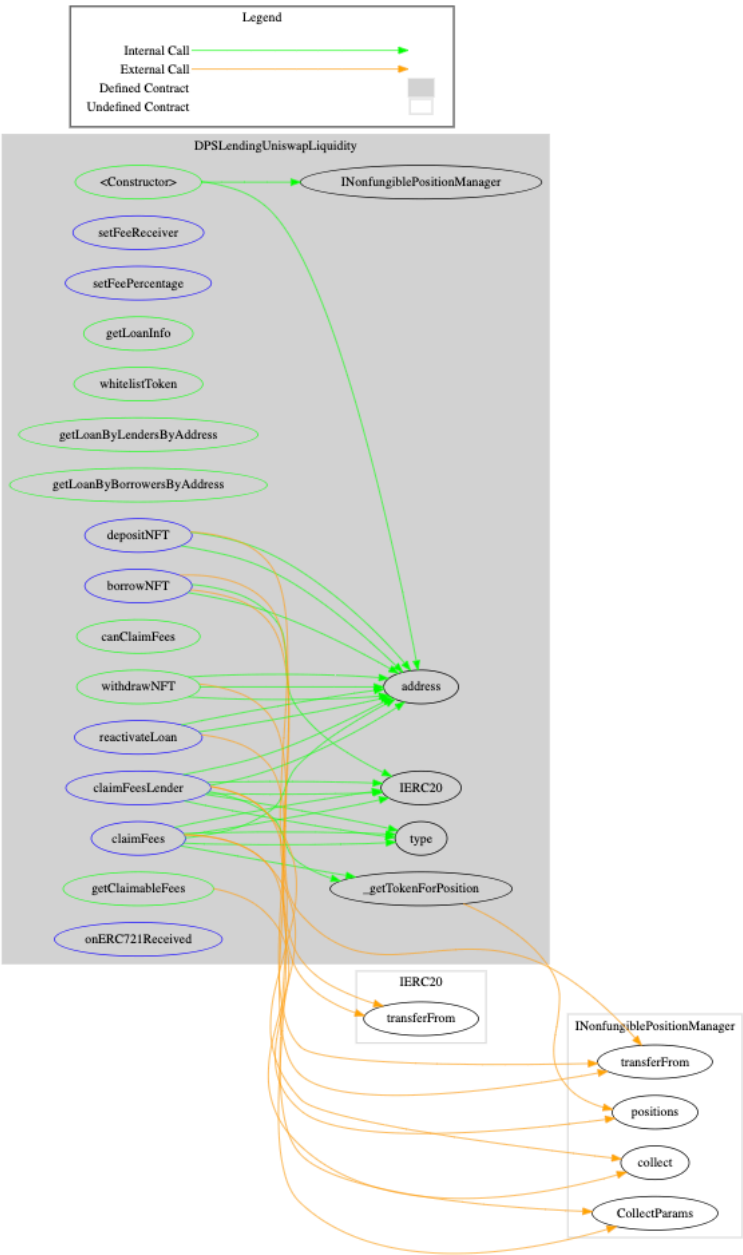 Legend
Internal Call
External Call
Defined Contract
Undefined Contract
DPSLendingUniswapLiquidity
<Constructor>
INonfungiblePositionManager
setFeeReceiver
setFeePercentage
getLoanInfo
whitelistToken
getLoanByLendersByAddress
getLoanByBorrowersByAddress
depositNFT
borrowNFT
canClaimFees
withdrawNFT
address
reactivateLoan
claimFeesLender
IERC20
claimFees
type
getClaimableFees
_getTokenForPosition
onERC721Received
IERC20
transferFrom
INonfungiblePositionManager
transferFrom
positions
collect
CollectParams